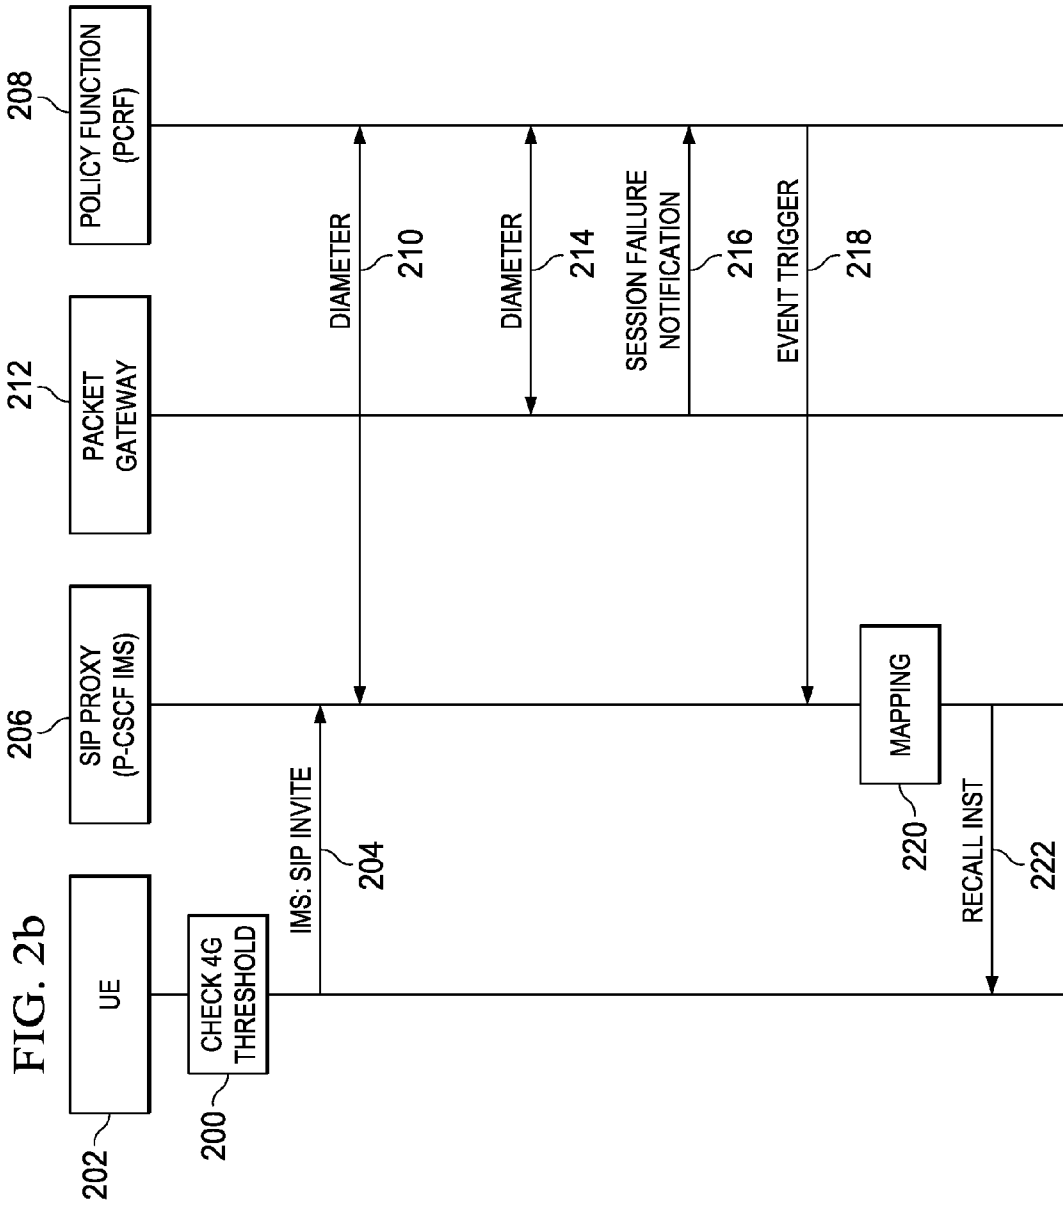 FIG. 2b
202
UE
206
SIP PROXY
(P-CSCF IMS)
212
PACKET
GATEWAY
208
POLICY FUNCTION
(PCRF)
200
CHECK 4G
THRESHOLD
IMS: SIP INVITE
204
DIAMETER
210
DIAMETER
214
SESSION FAILURE
NOTIFICATION
216
EVENT TRIGGER
218
MAPPING
220
RECALL INST
222